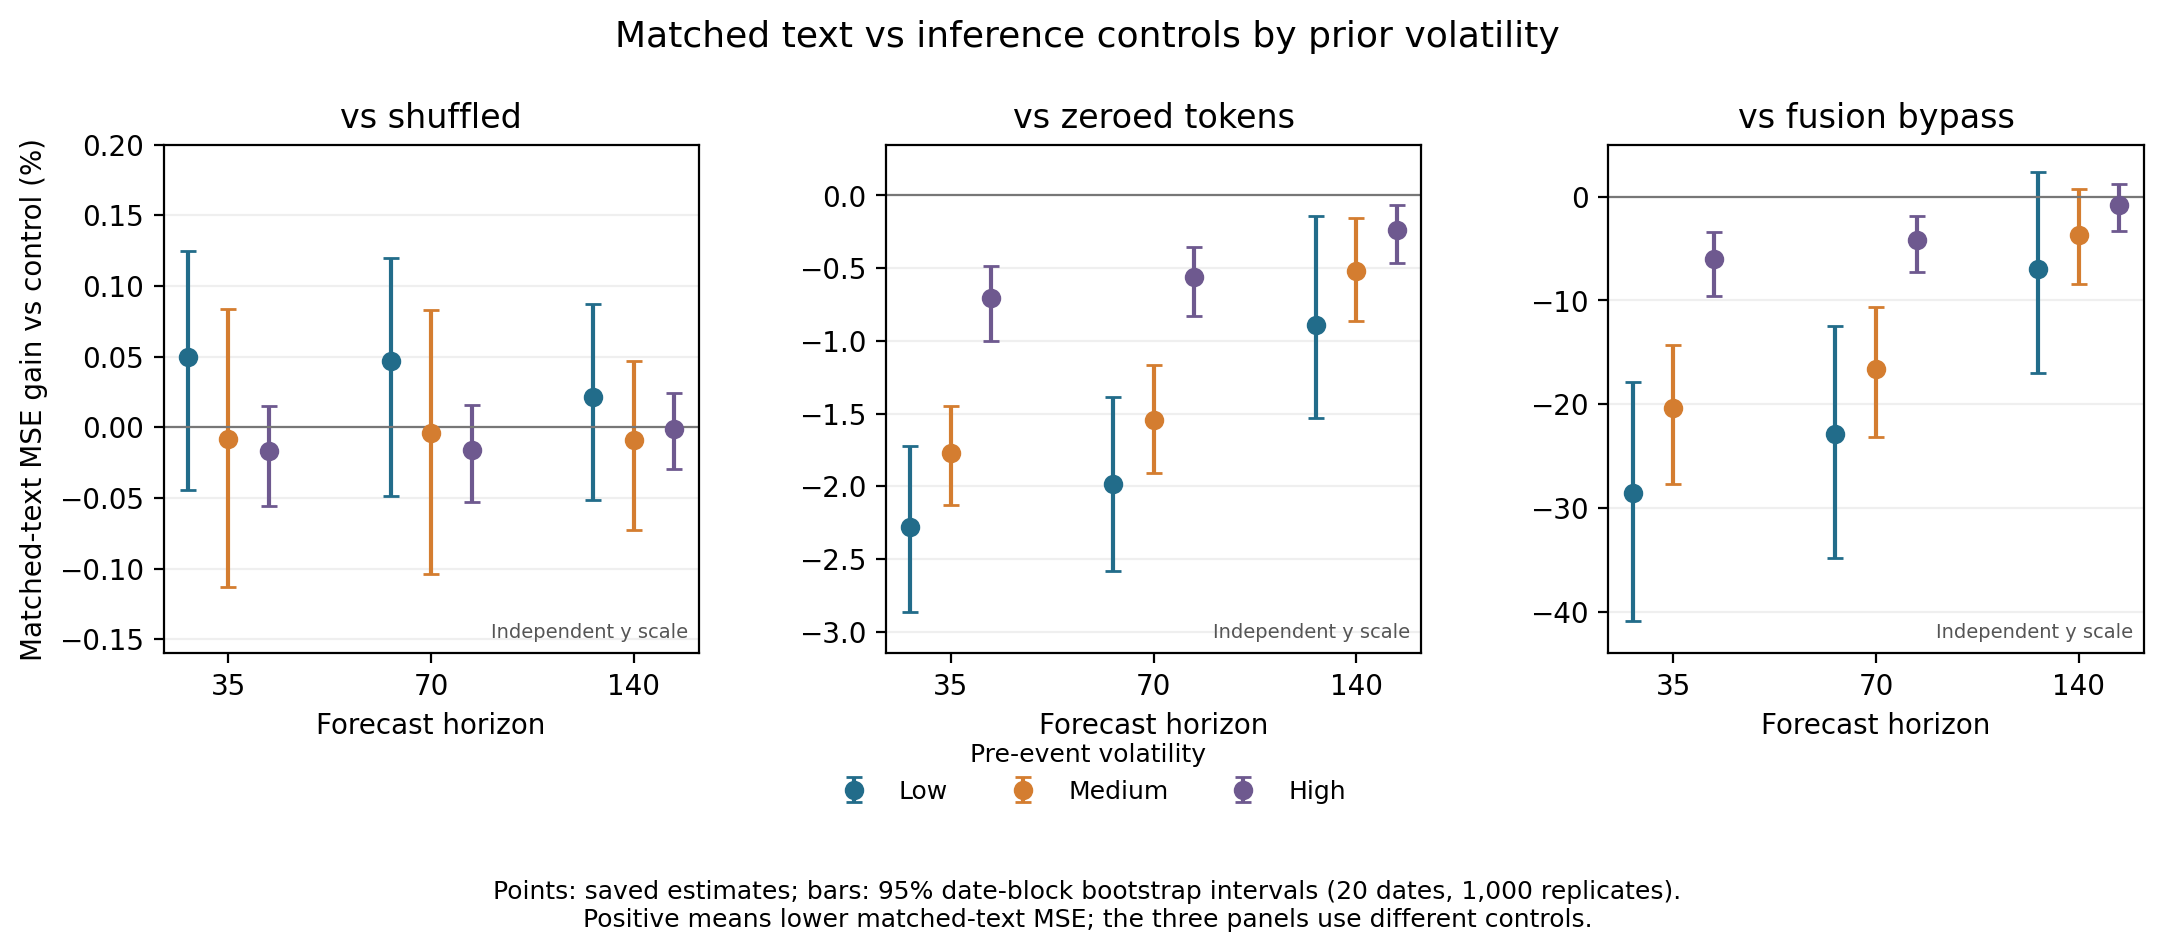 Matched text vs inference controls by prior volatility
vs shuffled
vs zeroed tokens
vs fusion bypass
Matched-text MSE gain vs control (%)
0.20
0.15
0.10
0.05
0.00
−0.05
−0.10
−0.15
Independent y scale
35 70 140
Forecast horizon
0.0
−0.5
−1.0
−1.5
−2.0
−2.5
−3.0
Independent y scale
35 70 140
Forecast horizon
0
−10
−20
−30
−40
Independent y scale
35 70 140
Forecast horizon
Pre-event volatility
Low Medium High
Points: saved estimates; bars: 95% date-block bootstrap intervals (20 dates, 1,000 replicates).
Positive means lower matched-text MSE; the three panels use different controls.